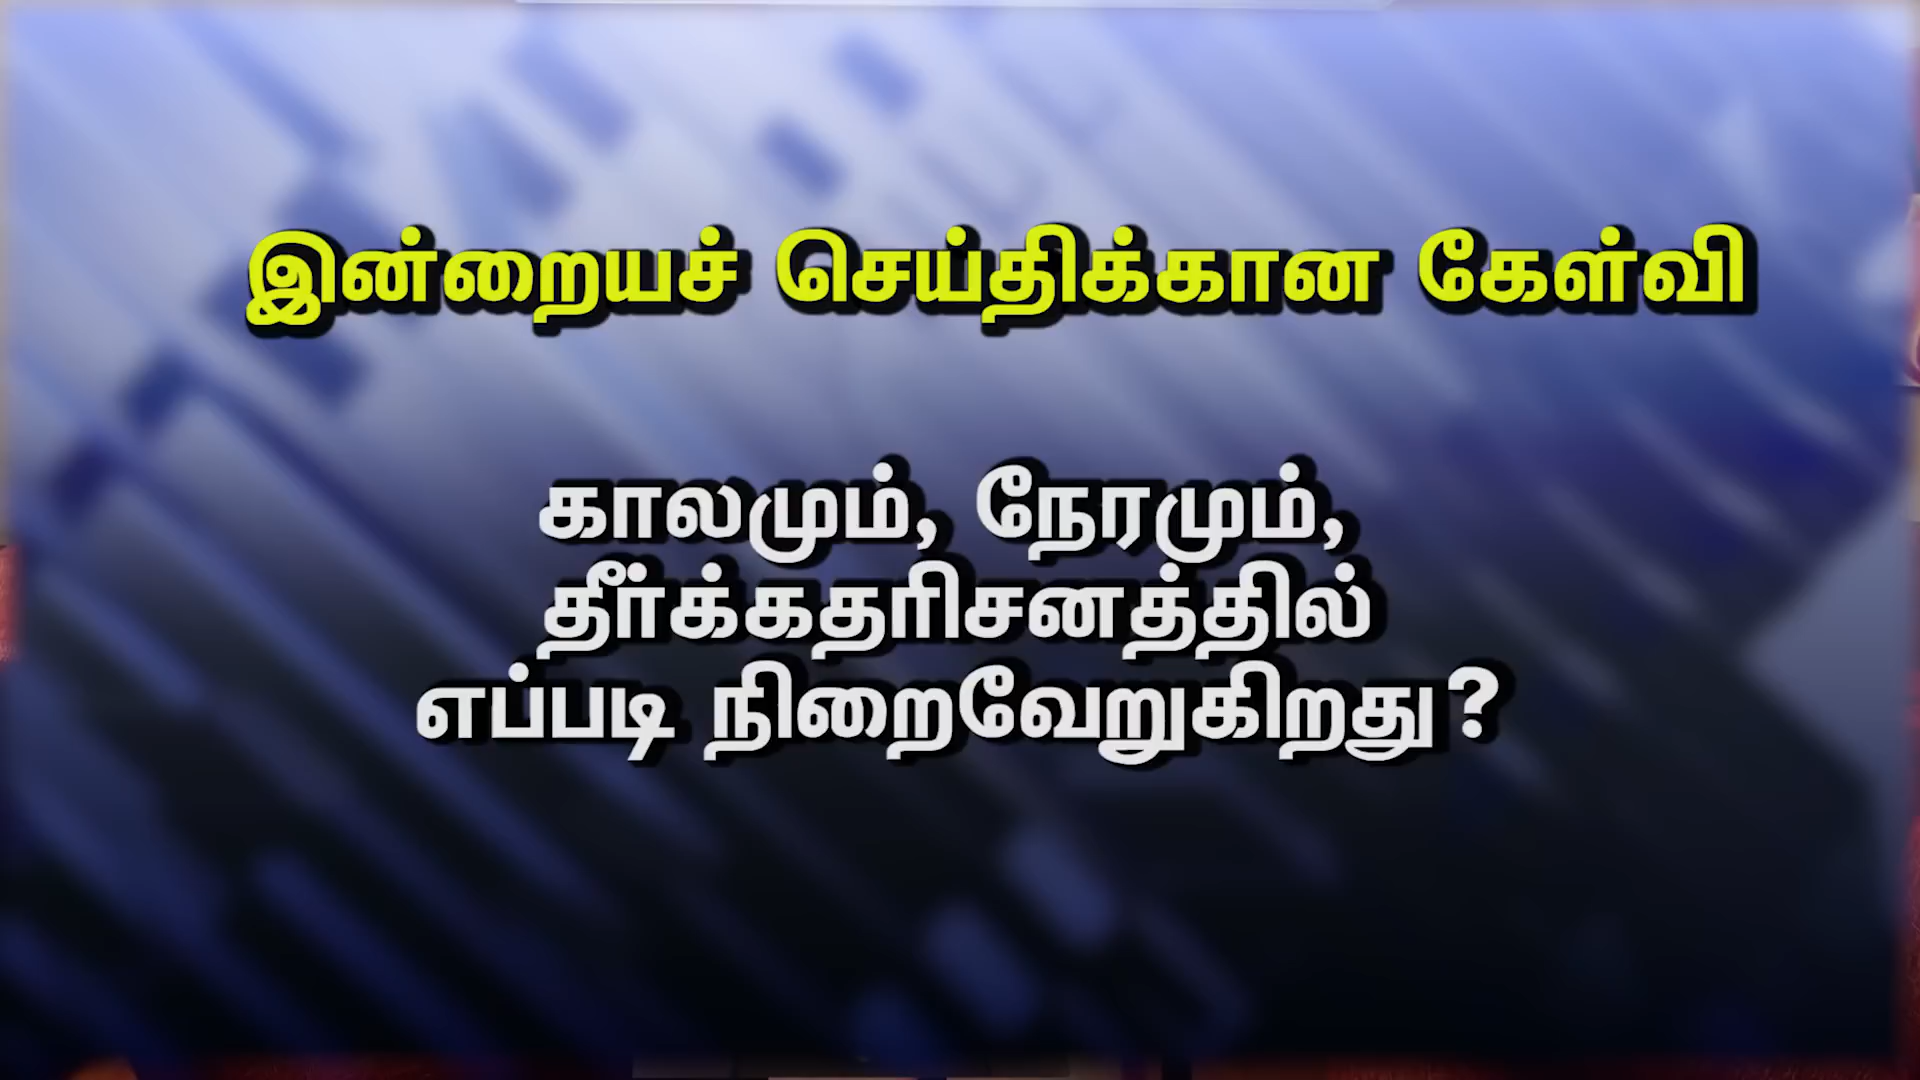 இன்றையச் செய்திக்கான கேள்வி
காலமும், நேரமும்,
தீர்க்கதரிசனத்தில்
எப்படி நிறைவேறுகிறது?